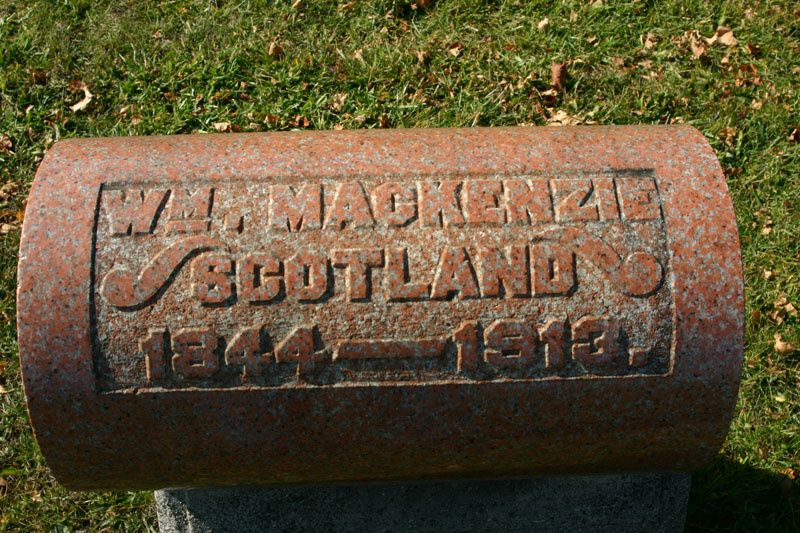 WM. MACKENZIE
SCOTLAND
1844 — 1913.